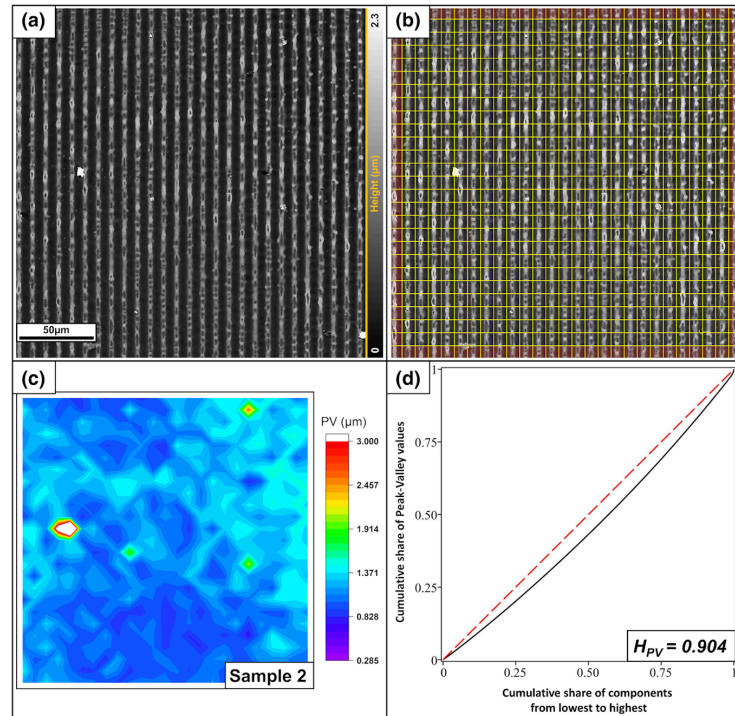 (a)
2.3
Height (µm)
0
50µm
(b)
(c)
PV (µm)
3.000
2.457
1.914
1.371
0.828
0.285
Sample 2
(d)
1
0.75
0.50
0.25
0
Cumulative share of Peak-Valley values
0
0.25
0.50
0.75
1
H_PV = 0.904
Cumulative share of components
from lowest to highest